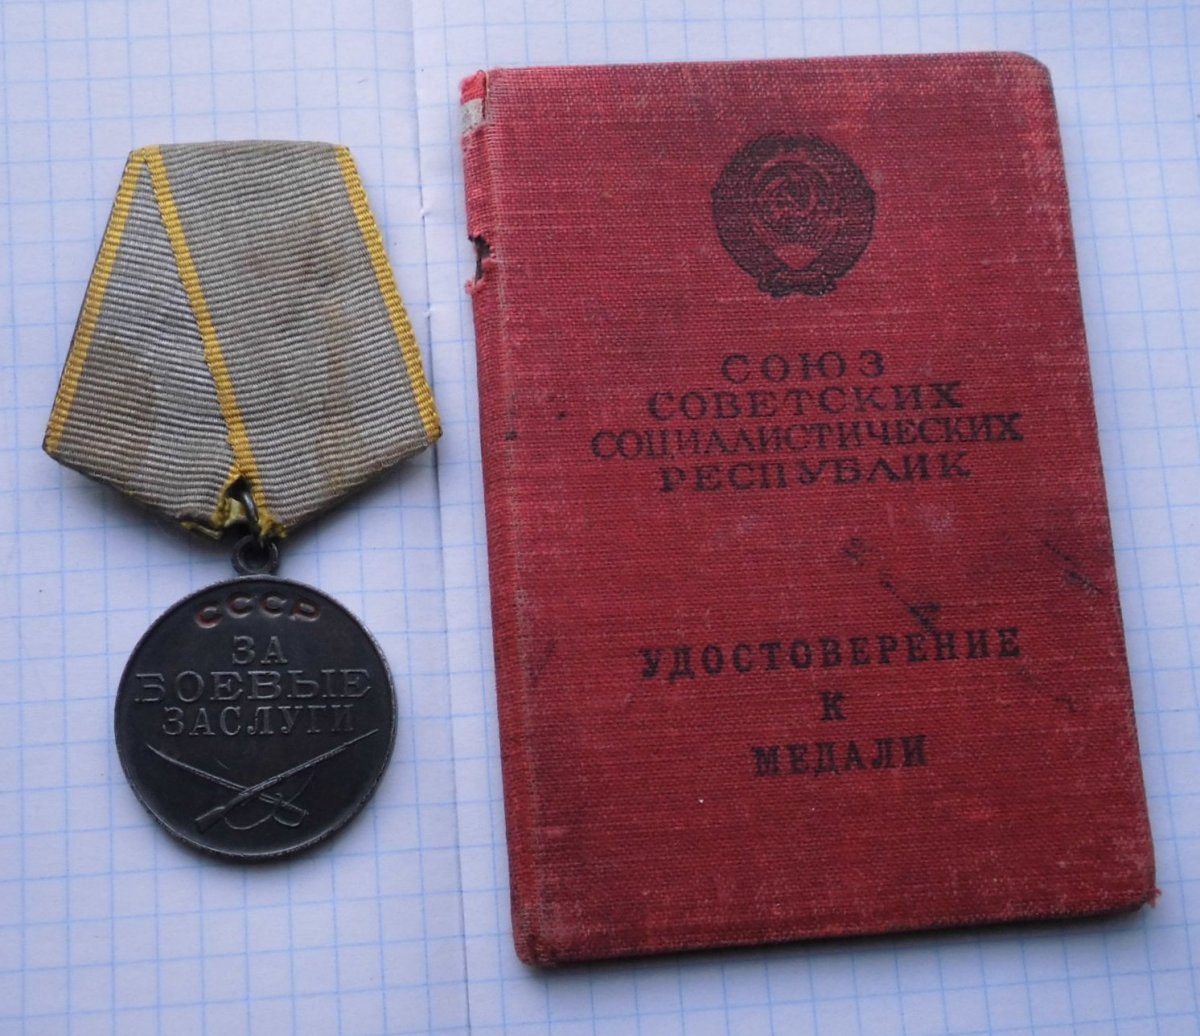 СССР
ЗА
БОЕВЫЕ
ЗАСЛУГИ
СОЮЗ
СОВЕТСКИХ
СОЦИАЛИСТИЧЕСКИХ
РЕСПУБЛИК
УДОСТОВЕРЕНИЕ
К
МЕДАЛИ